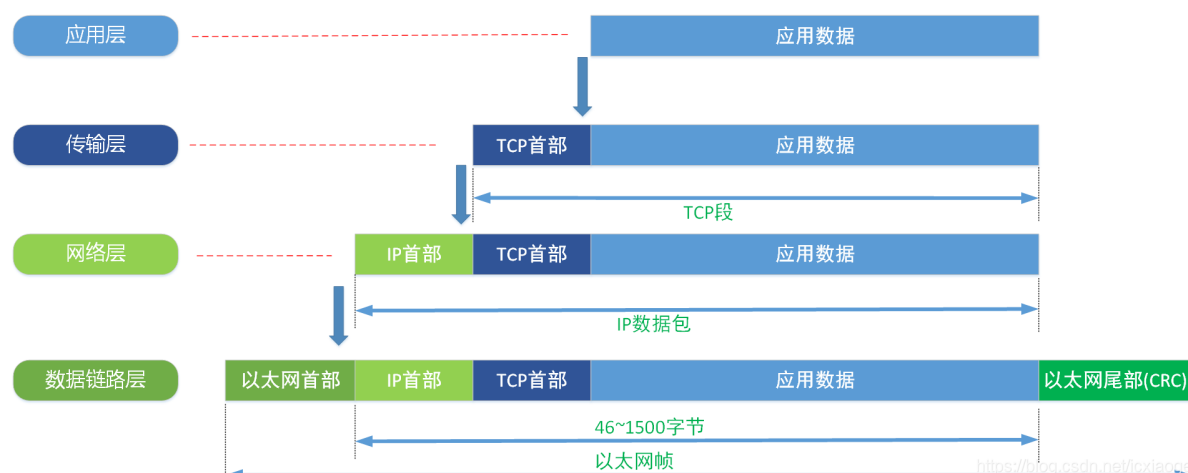 应用层 应用数据
传输层 TCP首部 应用数据
TCP段
网络层 IP首部 TCP首部 应用数据
IP数据包
数据链路层 以太网首部 IP首部 TCP首部 应用数据 以太网尾部(CRC)
46~1500字节
以太网帧